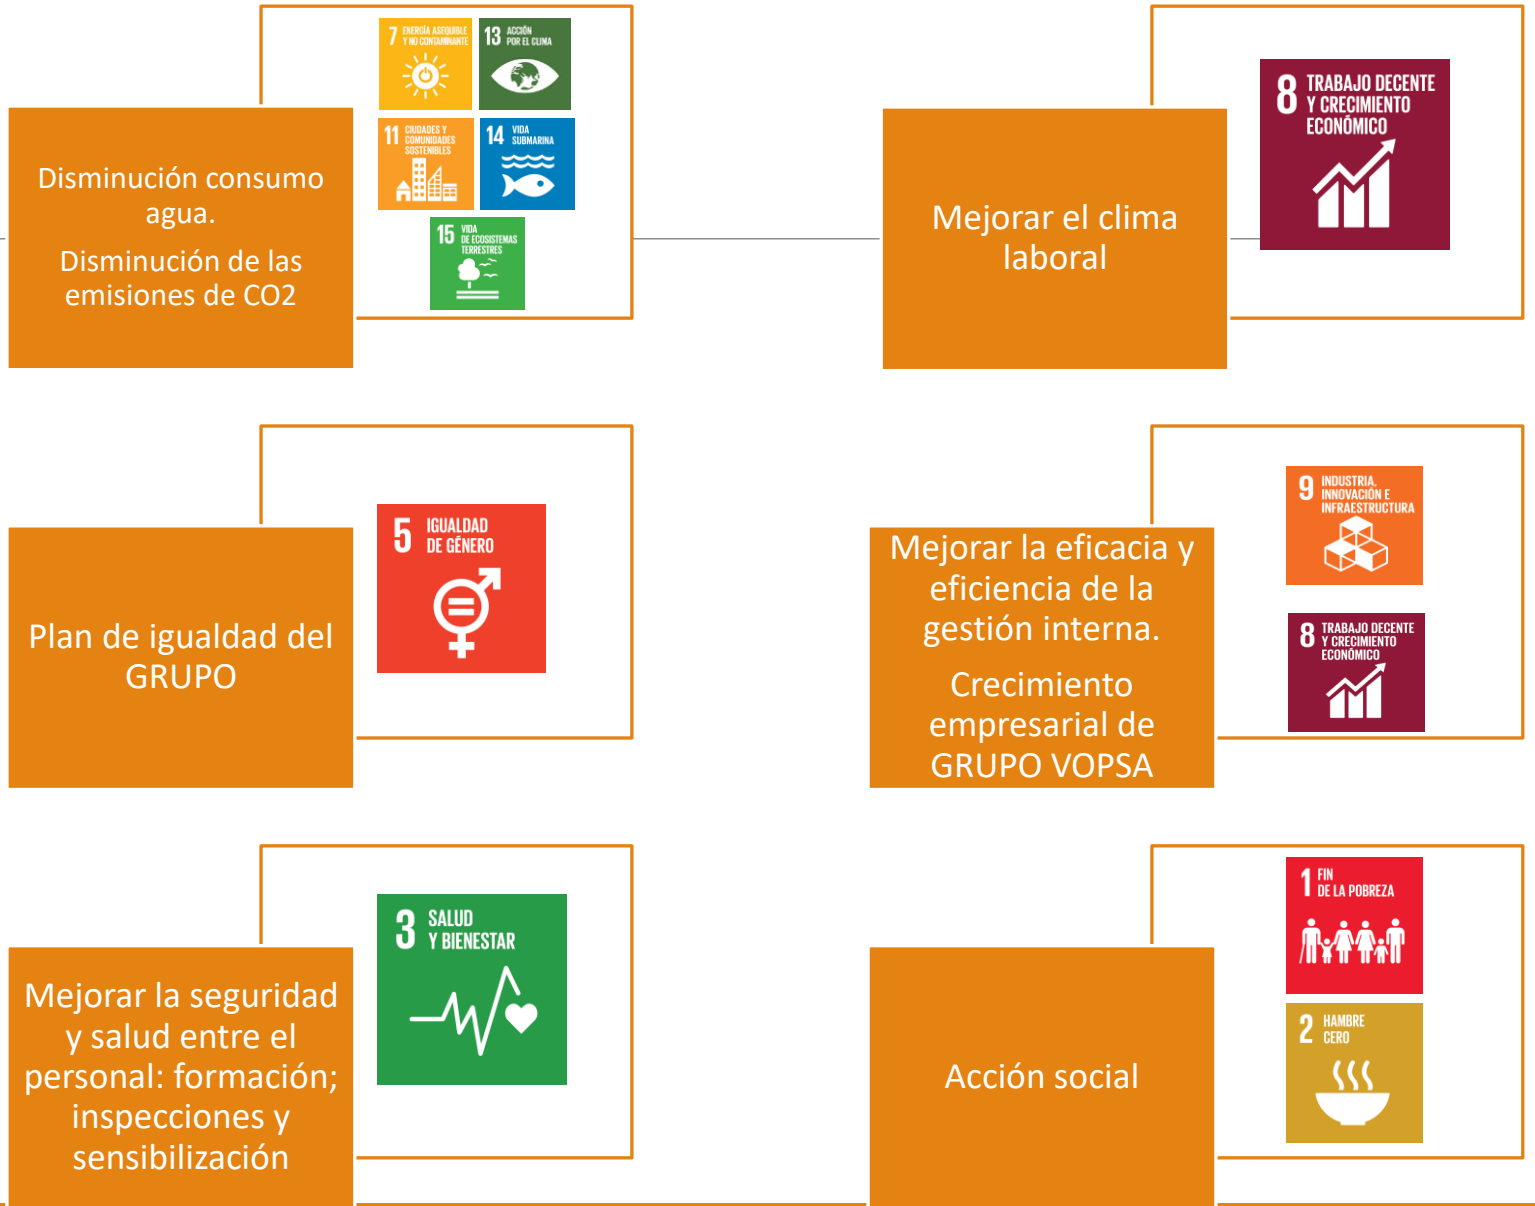 7 ENERGÍA ASEQUIBLE
Y NO CONTAMINANTE
13 ACCIÓN
POR EL CLIMA
11 CIUDADES Y
COMUNIDADES
SOSTENIBLES
14 VIDA
SUBMARINA
15 VIDA
DE ECOSISTEMAS
TERRESTRES
Disminución consumo
agua.
Disminución de las
emisiones de CO2
8 TRABAJO DECENTE
Y CRECIMIENTO
ECONÓMICO
Mejorar el clima
laboral
5 IGUALDAD
DE GÉNERO
Plan de igualdad del
GRUPO
9 INDUSTRIA,
INNOVACIÓN E
INFRAESTRUCTURA
8 TRABAJO DECENTE
Y CRECIMIENTO
ECONÓMICO
Mejorar la eficacia y
eficiencia de la
gestión interna.
Crecimiento
empresarial de
GRUPO VOPSA
3 SALUD
Y BIENESTAR
Mejorar la seguridad
y salud entre el
personal: formación;
inspecciones y
sensibilización
1 FIN
DE LA POBREZA
2 HAMBRE
CERO
Acción social